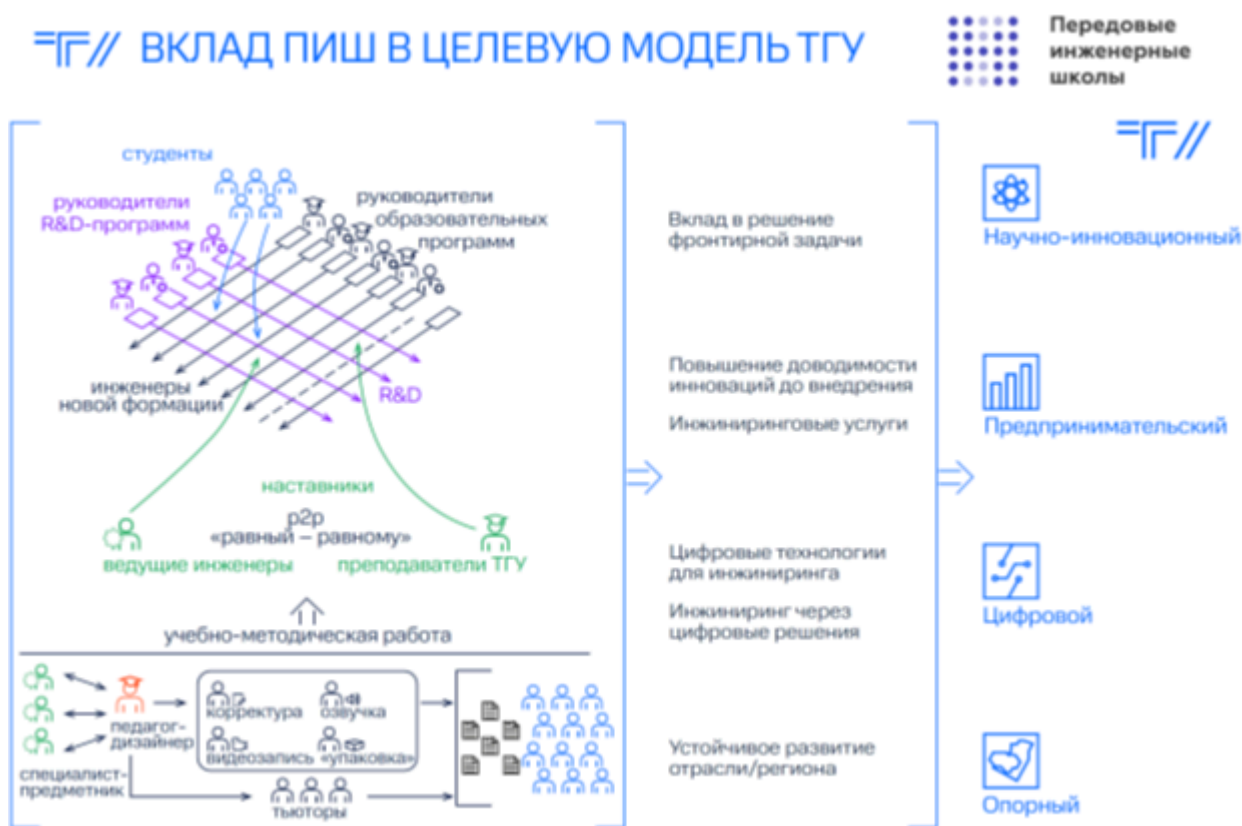 ТГУ ВКЛАД ПИШ В ЦЕЛЕВУЮ МОДЕЛЬ ТГУ
Передовые
инженерные
школы
студенты
руководители
R&D-программ
руководители
образовательных
программ
инженеры
новой формации
R&D
наставники
p2p
«равный – равному»
ведущие инженеры
преподаватели ТГУ
учебно-методическая работа
педагог-
дизайнер
специалист-
предметник
корректура
озвучка
видеозапись
«упаковка»
тьюторы
Вклад в решение
фронтирной задачи
Повышение доводимости
инноваций до внедрения
Инжиниринговые услуги
Цифровые технологии
для инжиниринга
Инжиниринг через
цифровые решения
Устойчивое развитие
отрасли/региона
ТГУ
Научно-инновационный
Предпринимательский
Цифровой
Опорный